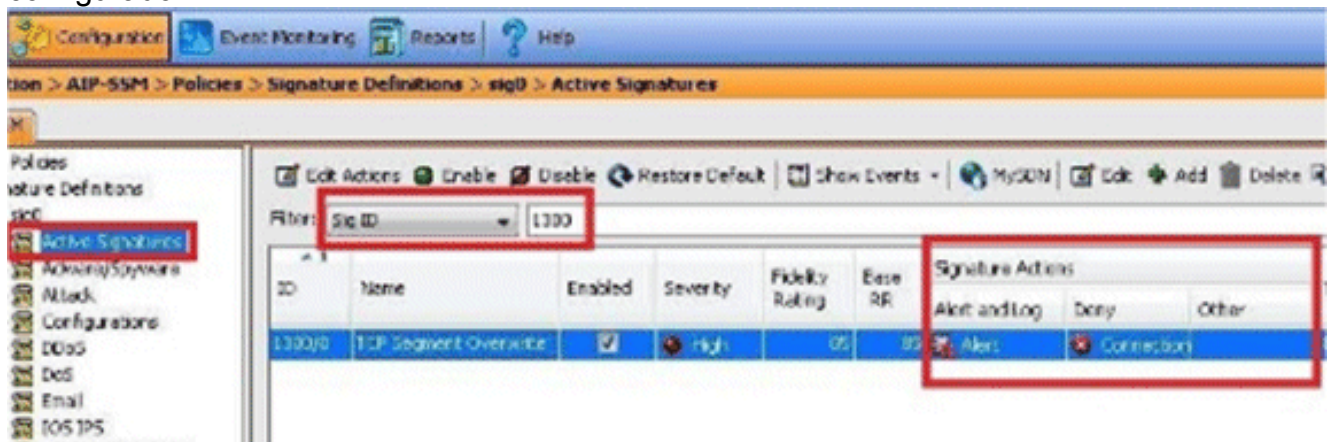 Configuration Event Monitoring Reports Help
tion > AIP-SSM > Policies > Signature Definitions > sig0 > Active Signatures
Policies
nature Definitions
sig0
Active Signatures
Adware/Spyware
Attack
Configurations
DDoS
DoS
Email
IOS IPS
Edit Actions Enable Disable Restore Default Show Events MySDN Edit Add Delete
Filter: Sig ID 1300
ID Name Enabled Severity Fidelity Rating Base RR Signature Actions
Alert and Log Deny Other
1300/0 TCP Segment Overwrite High 85 85 Alert Connection